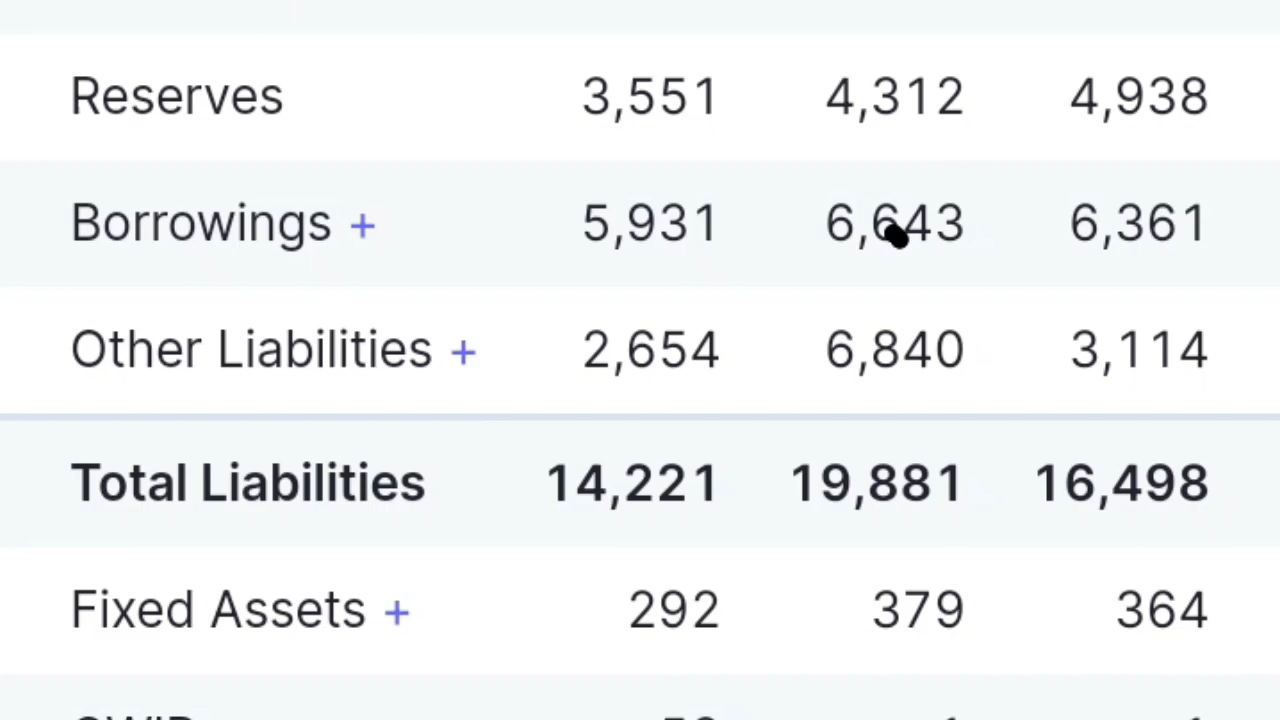 Reserves 3,551 4,312 4,938
Borrowings + 5,931 6,643 6,361
Other Liabilities + 2,654 6,840 3,114
Total Liabilities 14,221 19,881 16,498
Fixed Assets + 292 379 364